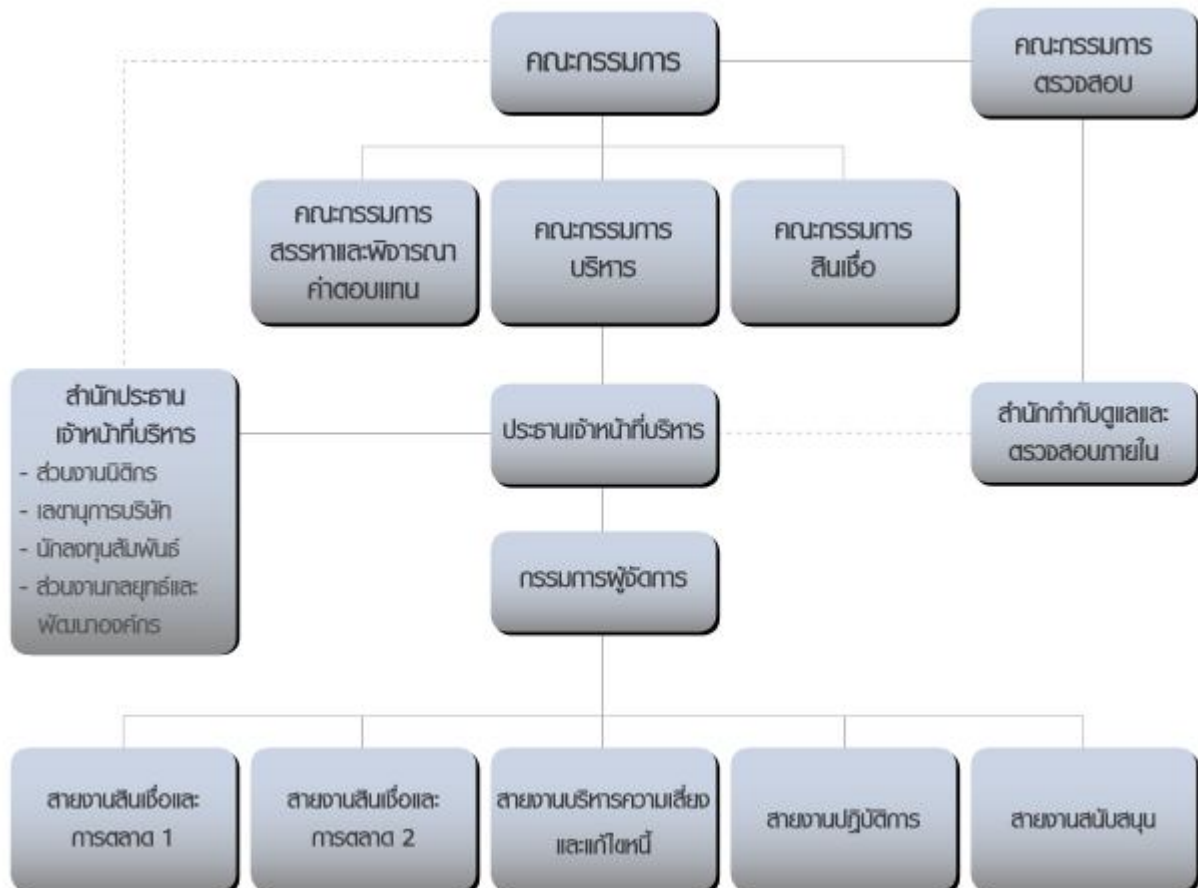 คณะกรรมการ
คณะกรรมการ
ตรวจสอบ
คณะกรรมการ
สรรหาและพิจารณา
ค่าตอบแทน
คณะกรรมการ
บริหาร
คณะกรรมการ
สินเชื่อ
สำนักประธาน
เจ้าหน้าที่บริหาร
- ส่วนงานนิติกร
- เลขานุการบริษัท
- นักลงทุนสัมพันธ์
- ส่วนงานกลยุทธ์และ
พัฒนาองค์กร
ประธานเจ้าหน้าที่บริหาร
สำนักกำกับดูแลและ
ตรวจสอบภายใน
กรรมการผู้จัดการ
สายงานสินเชื่อและ
การตลาด 1
สายงานสินเชื่อและ
การตลาด 2
สายงานบริหารความเสี่ยง
และแก้ไขหนี้
สายงานปฏิบัติการ
สายงานสนับสนุน